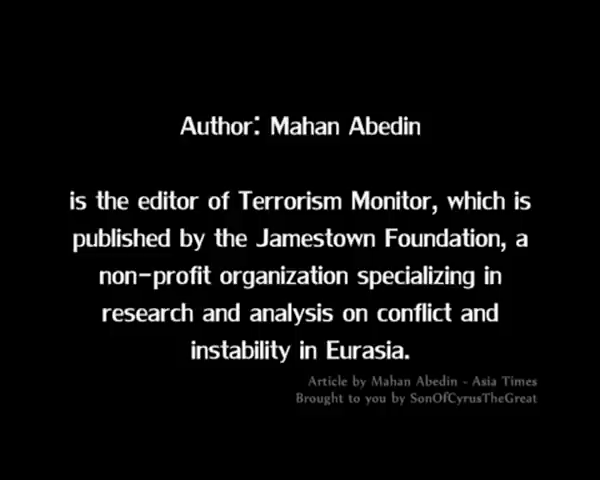 Author: Mahan Abedin
is the editor of Terrorism Monitor, which is
published by the Jamestown Foundation, a
non-profit organization specializing in
research and analysis on conflict and
instability in Eurasia.
Article by Mahan Abedin - Asia Times
Brought to you by SonOfCyrusTheGreat